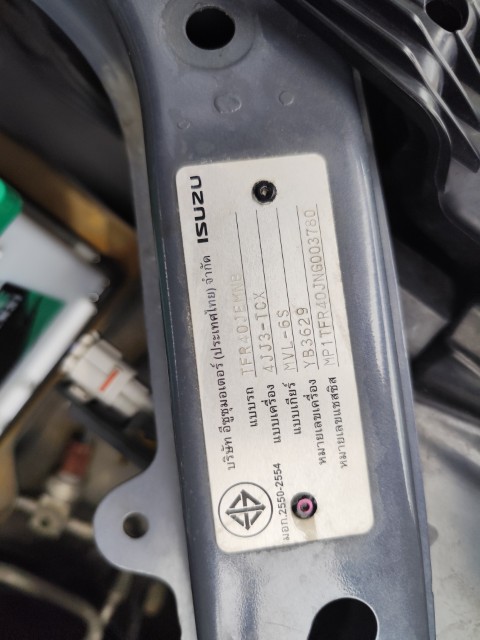 ISUZU
บริษัท อีซูซุมอเตอร์ (ประเทศไทย) จำกัด
แบบรถ TFR40JEMNB
แบบเครื่อง 4JJ3-TCX
แบบเกียร์ MVL-6S
หมายเลขเครื่อง YB3629
หมายเลขแชสซิส MP1TFR40JNG003760
มอก.2550-2554